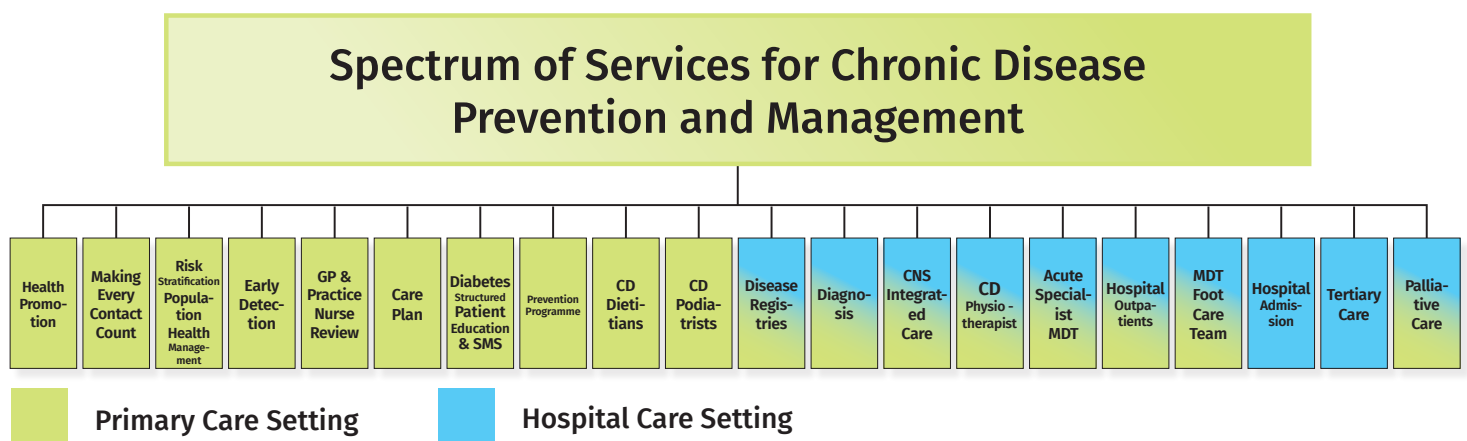 Spectrum of Services for Chronic Disease
Prevention and Management
Health
Promo-
tion
Making
Every
Contact
Count
Risk
Stratification
Popula-
tion
Health
Manage-
ment
Early
Detec-
tion
GP &
Practice
Nurse
Review
Care
Plan
Diabetes
Structured
Patient
Education
& SMS
Prevention
Programme
CD
Dieti-
tians
CD
Podia-
trists
Disease
Regis-
tries
Diagno-
sis
CNS
Integrat-
ed
Care
CD
Physio -
therapist
Acute
Special-
ist
MDT
Hospital
Outpa-
tients
MDT
Foot
Care
Team
Hospital
Admis-
sion
Tertiary
Care
Pallia-
tive
Care
Primary Care Setting
Hospital Care Setting